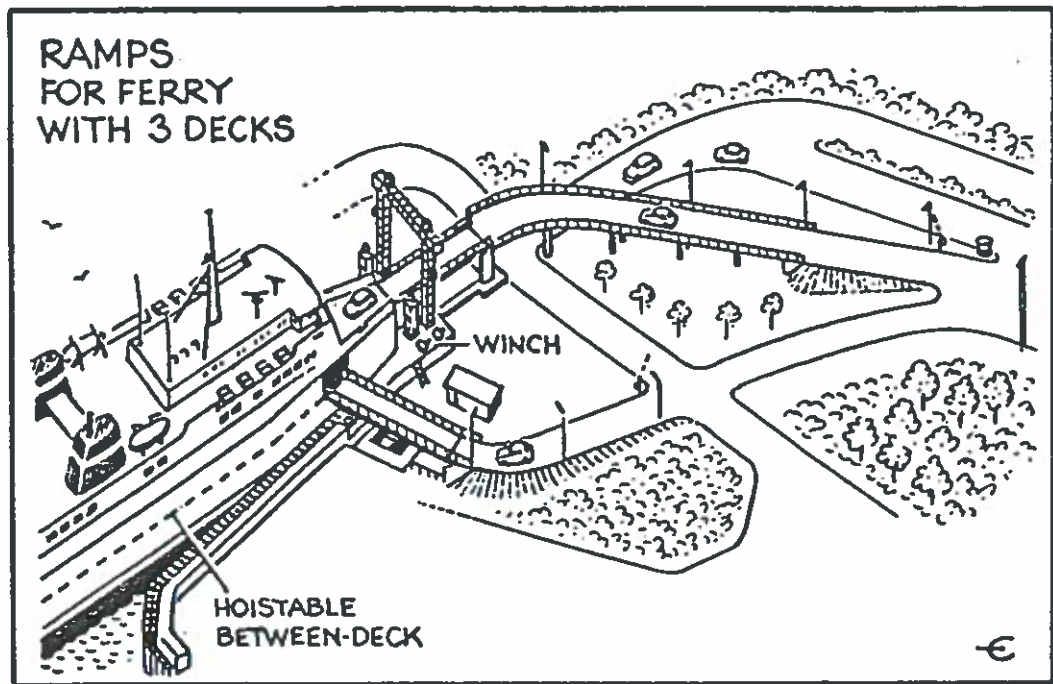 RAMPS
FOR FERRY
WITH 3 DECKS
WINCH
HOISTABLE
BETWEEN-DECK